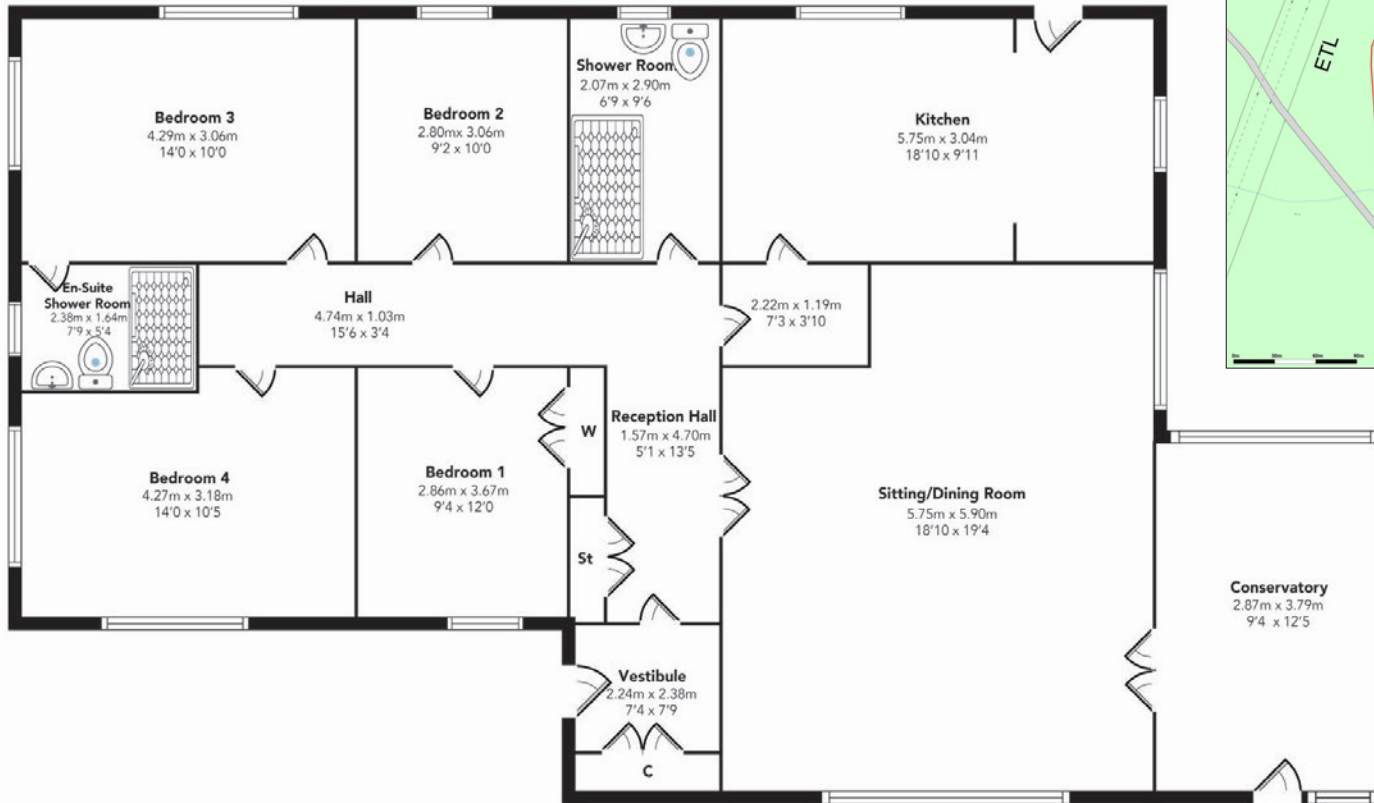 Bedroom 3
4.29m x 3.06m
14'0 x 10'0
Bedroom 2
2.80mx 3.06m
9'2 x 10'0
Shower Room
2.07m x 2.90m
6'9 x 9'6
Kitchen
5.75m x 3.04m
18'10 x 9'11
ETL
En-Suite
Shower Room
2.38m x 1.64m
7'9 x 5'4
Hall
4.74m x 1.03m
15'6 x 3'4
2.22m x 1.19m
7'3 x 3'10
W
Reception Hall
1.57m x 4.70m
5'1 x 13'5
Bedroom 4
4.27m x 3.18m
14'0 x 10'5
Bedroom 1
2.86m x 3.67m
9'4 x 12'0
St
Sitting/Dining Room
5.75m x 5.90m
18'10 x 19'4
Conservatory
2.87m x 3.79m
9'4 x 12'5
Vestibule
2.24m x 2.38m
7'4 x 7'9
C